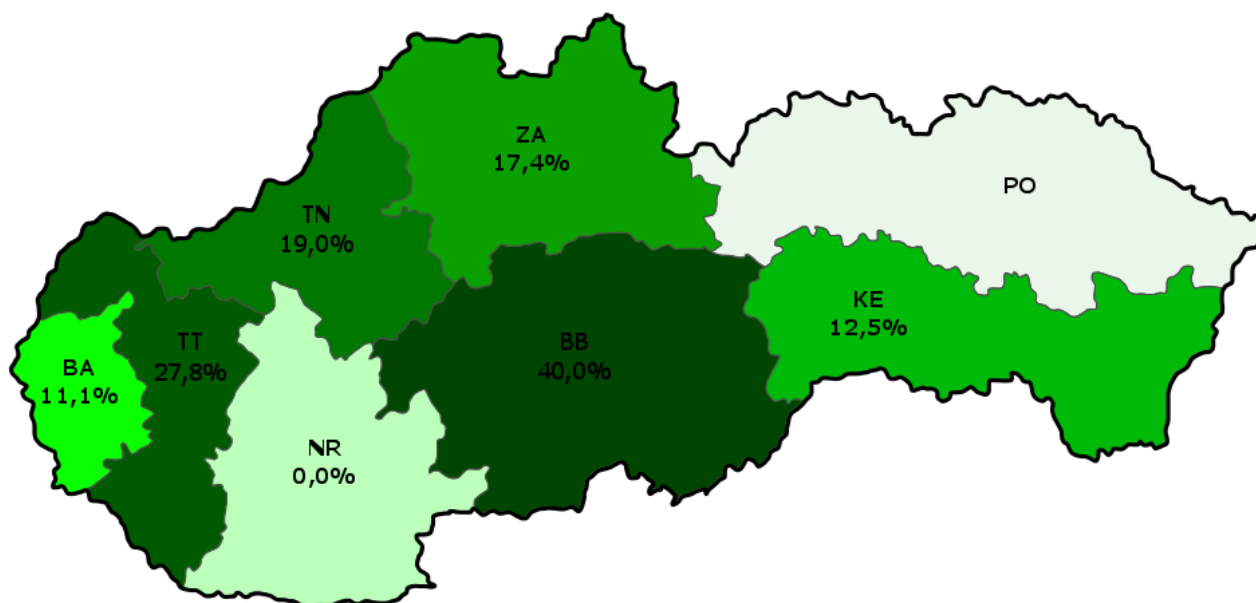 ZA
17,4%
PO
TN
19,0%
KE
12,5%
TT
27,8%
BB
40,0%
BA
11,1%
NR
0,0%